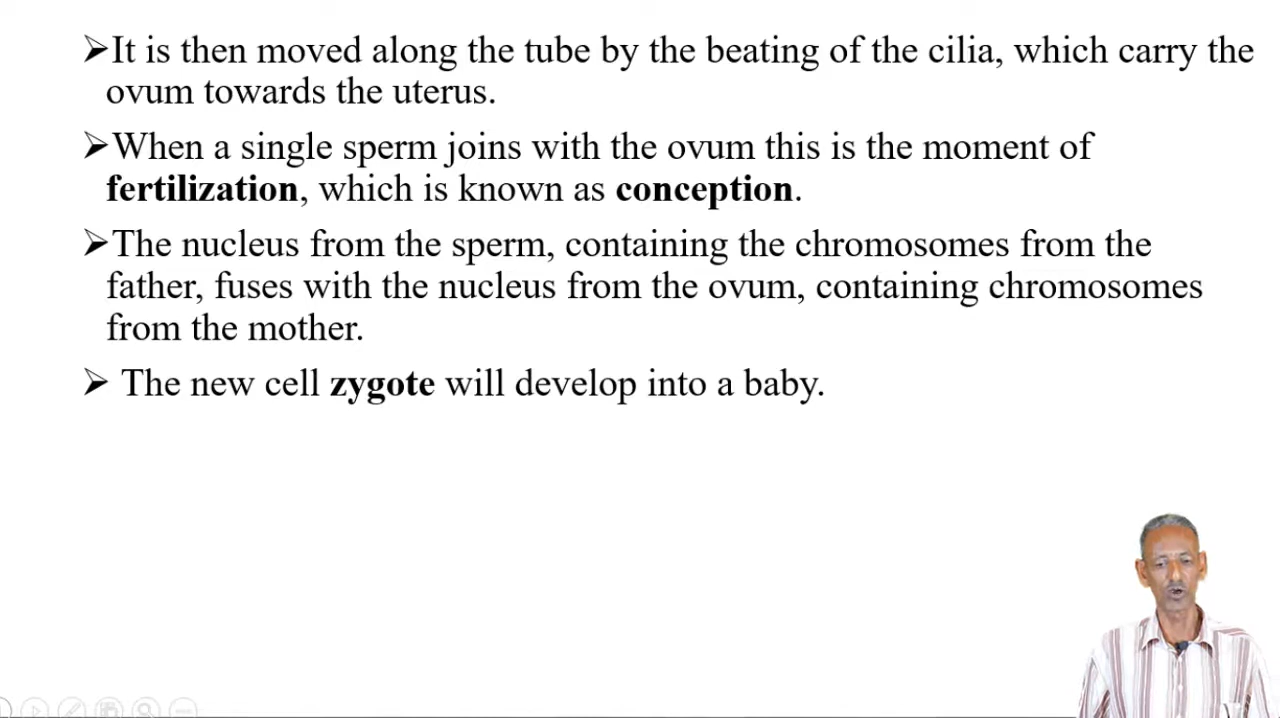 ➢It is then moved along the tube by the beating of the cilia, which carry the
ovum towards the uterus.
➢When a single sperm joins with the ovum this is the moment of
fertilization, which is known as conception.
➢The nucleus from the sperm, containing the chromosomes from the
father, fuses with the nucleus from the ovum, containing chromosomes
from the mother.
➢ The new cell zygote will develop into a baby.